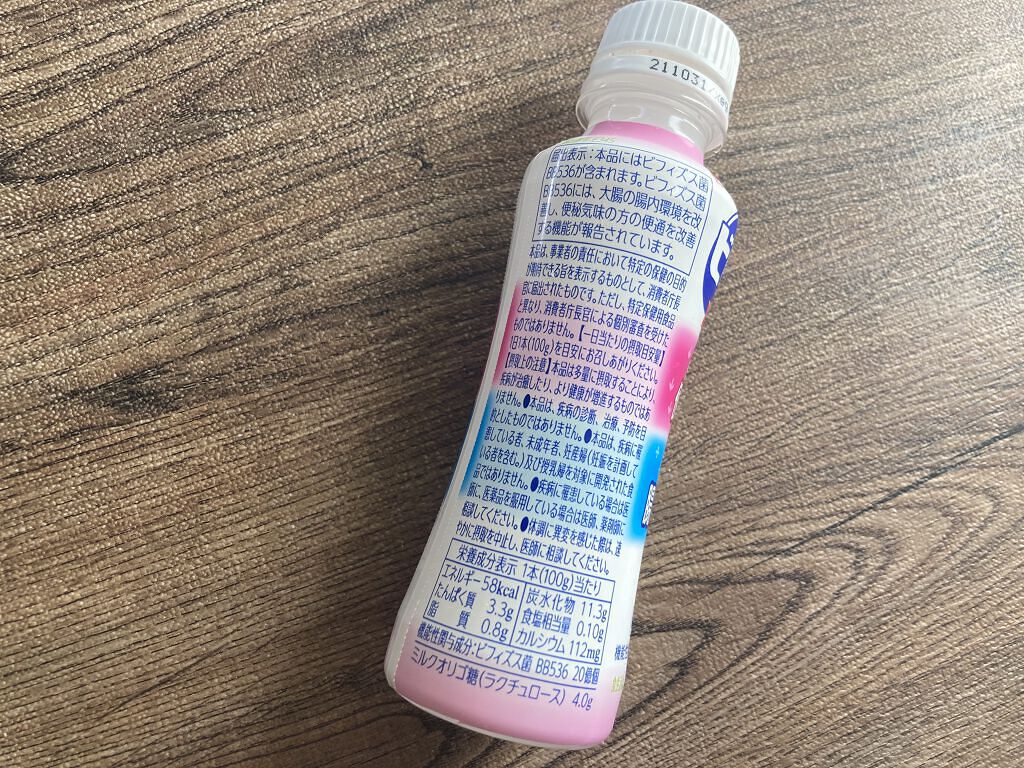 211031
届出表示:本品にはビフィズス菌
BB536が含まれます。ビフィズス菌
BB536には、大腸の腸内環境を改
善し、便秘気味の方の便通を改善
する機能が報告されています。
本品は、事業者の責任において特定の保健の目的
が期待できる旨を表示するものとして、消費者庁長
官に届出されたものです。ただし、特定保健用食品
と異なり、消費者庁長官による個別審査を受けた
ものではありません。【一日当たりの摂取目安量】
1日1本(100g)を目安にお召しあがりください。
【摂取上の注意】本品は多量に摂取することにより、
疾病が治癒したり、より健康が増進するものではあ
りません。●本品は、疾病の診断、治療、予防を目
的としたものではありません。●本品は、疾病に罹
患している者、未成年者、妊産婦(妊娠を計画して
いる者を含む。)及び授乳婦を対象に開発された食
品ではありません。●疾病に罹患している場合は医
師に、医薬品を服用している場合は医師、薬剤師に
相談してください。●体調に異変を感じた際は、速
やかに摂取を中止し、医師に相談してください。
栄養成分表示 1本(100g)当たり
エネルギー 58kcal 炭水化物 11.3g
たんぱく質 3.3g 食塩相当量 0.10g
脂質 0.8g カルシウム 112mg
機能性関与成分:ビフィズス菌 BB536 20億個
ミルクオリゴ糖(ラクチュロース) 4.0g